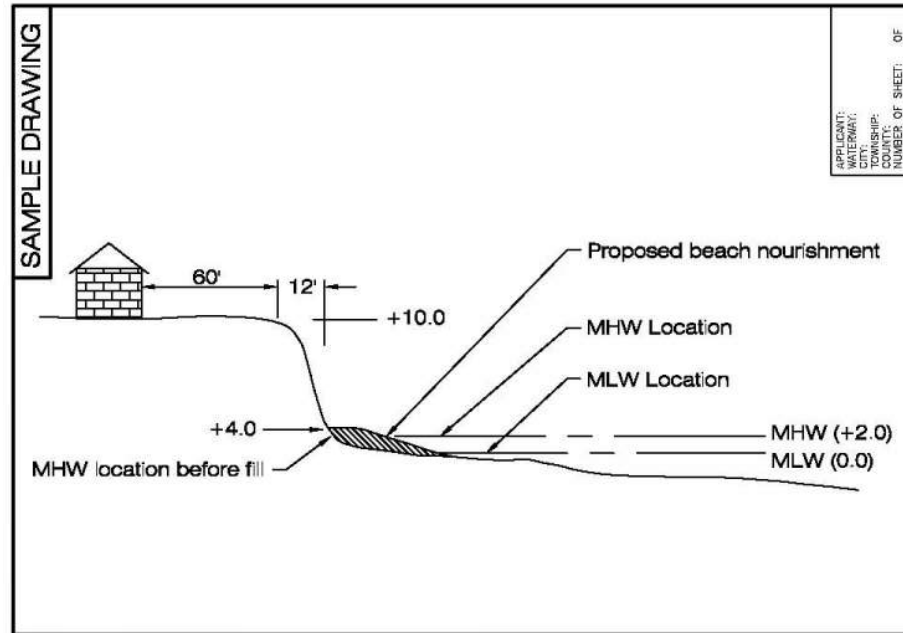 SAMPLE DRAWING
APPLICANT:
WATERWAY:
CITY:
TOWNSHIP:
COUNTY:
NUMBER OF SHEET: OF
Proposed beach nourishment
60'
12'
+10.0
MHW Location
MLW Location
+4.0
MHW (+2.0)
MLW (0.0)
MHW location before fill